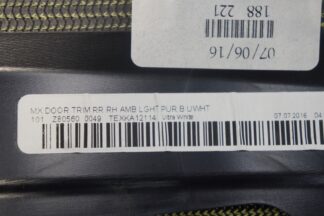 188 221
07/06/16
MK DOOR TRIM RR RH AMB LGHT PUR B UWHT
101 Z80560 0049 TEXKA12114 Ultra White 07.07.2016 04